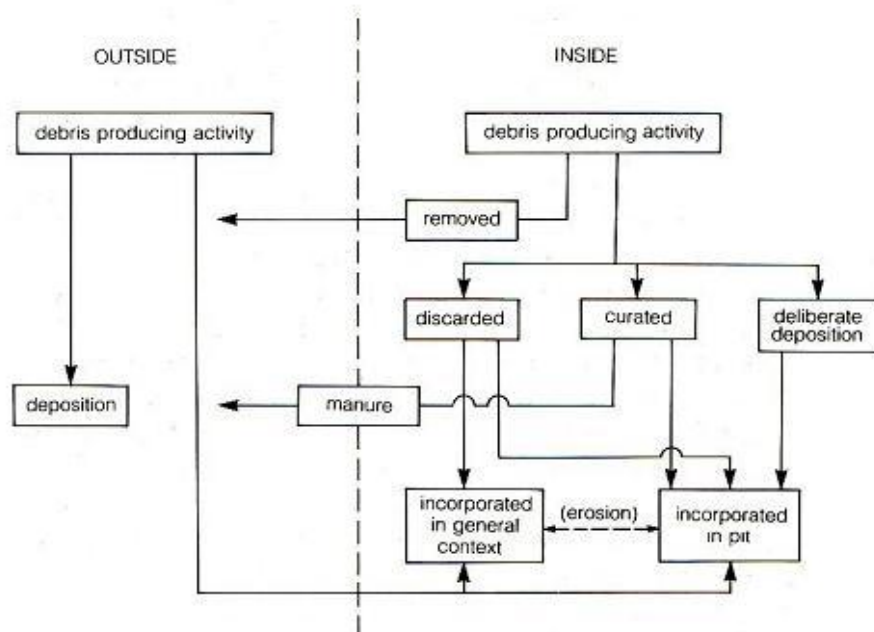 OUTSIDE
INSIDE
debris producing activity
debris producing activity
removed
discarded
curated
deliberate
deposition
deposition
manure
incorporated
in general
context
(erosion)
incorporated
in pit